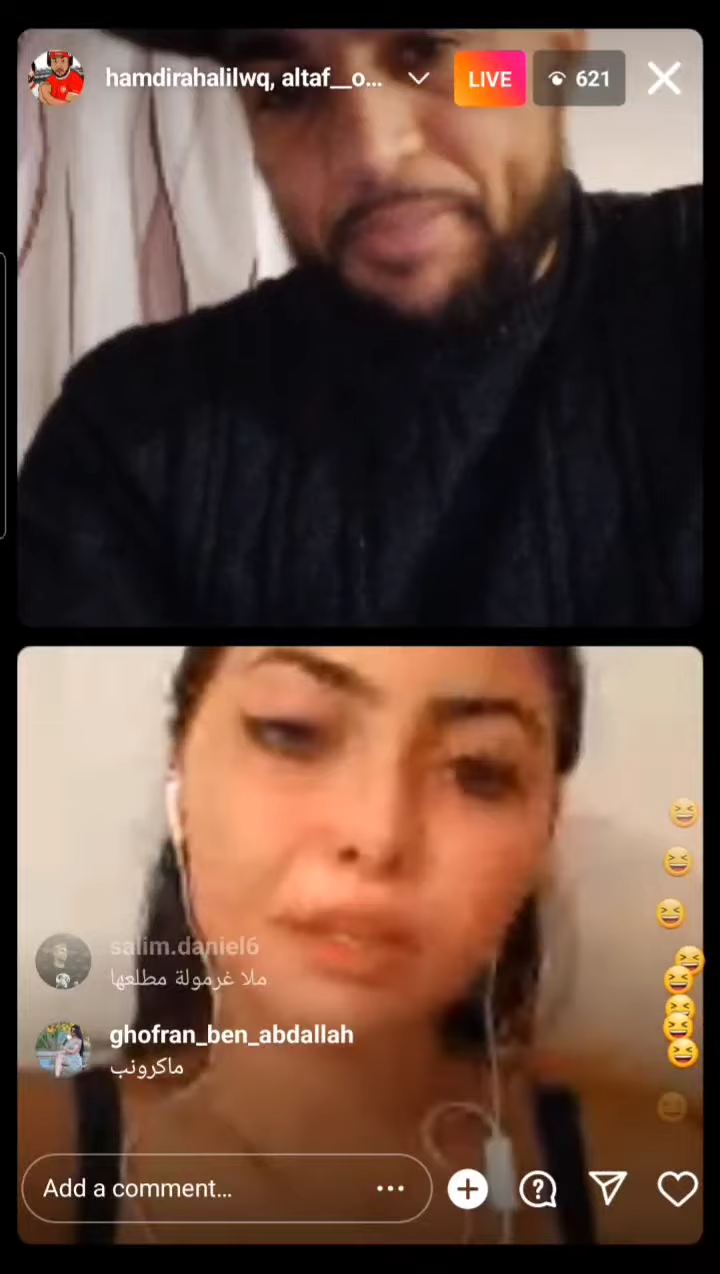 hamdirahalilwq, altaf__o...
LIVE
621
salim.daniel6
ملا غرمولة مطلعها
ghofran_ben_abdallah
ماكرونب
Add a comment...